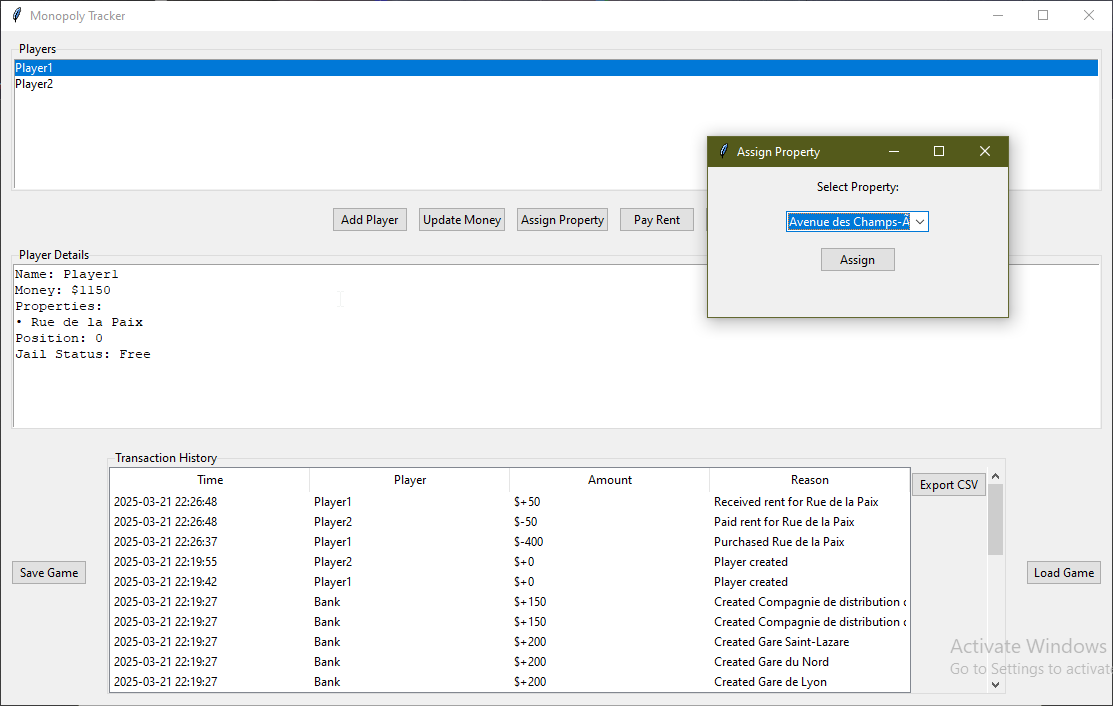 Monopoly Tracker
Players
Player1
Player2
Assign Property
Select Property:
Avenue des Champs-Ã
Assign
Add Player Update Money Assign Property Pay Rent
Player Details
Name: Player1
Money: $1150
Properties:
• Rue de la Paix
Position: 0
Jail Status: Free
Transaction History
Time Player Amount Reason
2025-03-21 22:26:48 Player1 $+50 Received rent for Rue de la Paix
2025-03-21 22:26:48 Player2 $-50 Paid rent for Rue de la Paix
2025-03-21 22:26:37 Player1 $-400 Purchased Rue de la Paix
2025-03-21 22:19:55 Player2 $+0 Player created
2025-03-21 22:19:42 Player1 $+0 Player created
2025-03-21 22:19:27 Bank $+150 Created Compagnie de distribution
2025-03-21 22:19:27 Bank $+150 Created Compagnie de distribution
2025-03-21 22:19:27 Bank $+200 Created Gare Saint-Lazare
2025-03-21 22:19:27 Bank $+200 Created Gare du Nord
2025-03-21 22:19:27 Bank $+200 Created Gare de Lyon
Export CSV
Save Game
Load Game
Activate Windows
Go to Settings to activate